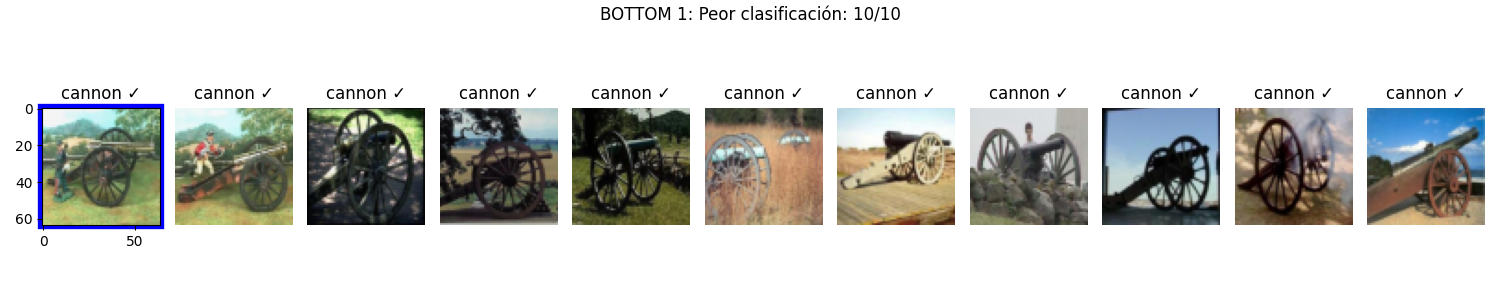 BOTTOM 1: Peor clasificación: 10/10
cannon ✓ cannon ✓ cannon ✓ cannon ✓ cannon ✓ cannon ✓ cannon ✓ cannon ✓ cannon ✓ cannon ✓ cannon ✓
0
20
40
60
0 50